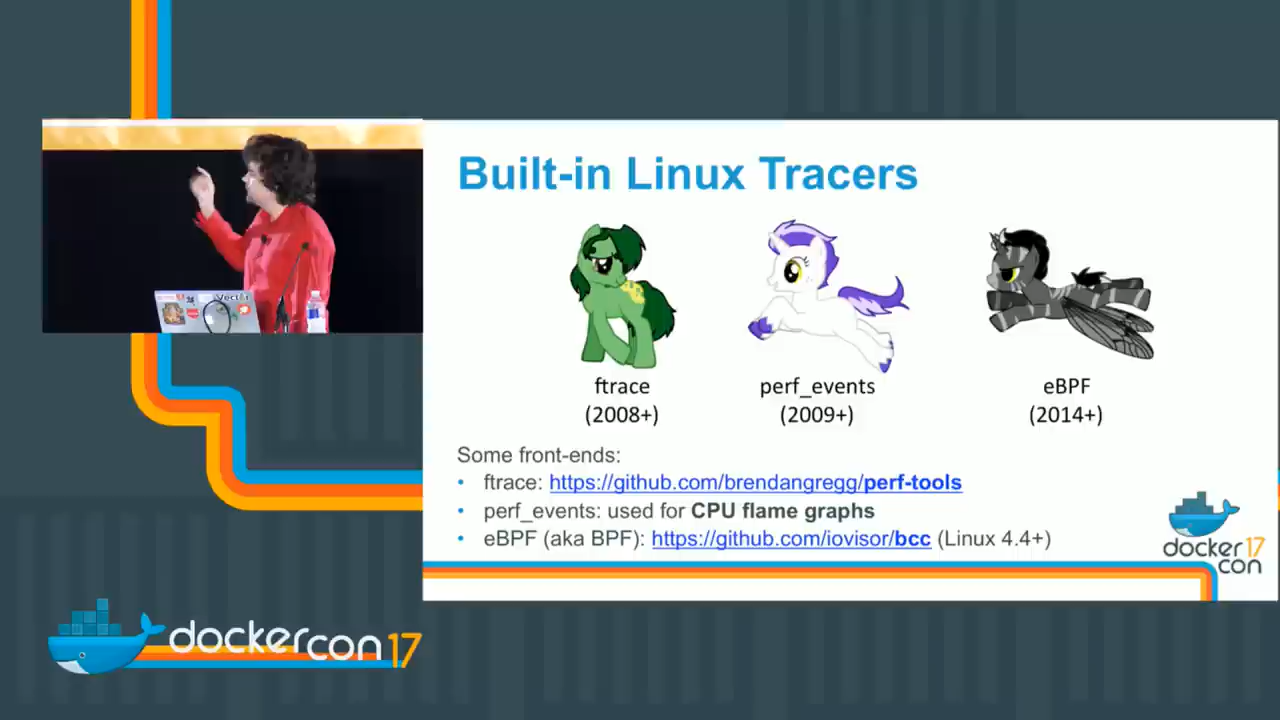 Built-in Linux Tracers
ftrace
(2008+)
perf_events
(2009+)
eBPF
(2014+)
Some front-ends:
• ftrace: https://github.com/brendangregg/perf-tools
• perf_events: used for CPU flame graphs
• eBPF (aka BPF): https://github.com/iovisor/bcc (Linux 4.4+)
docker 17
con
Vector
dockercon 17